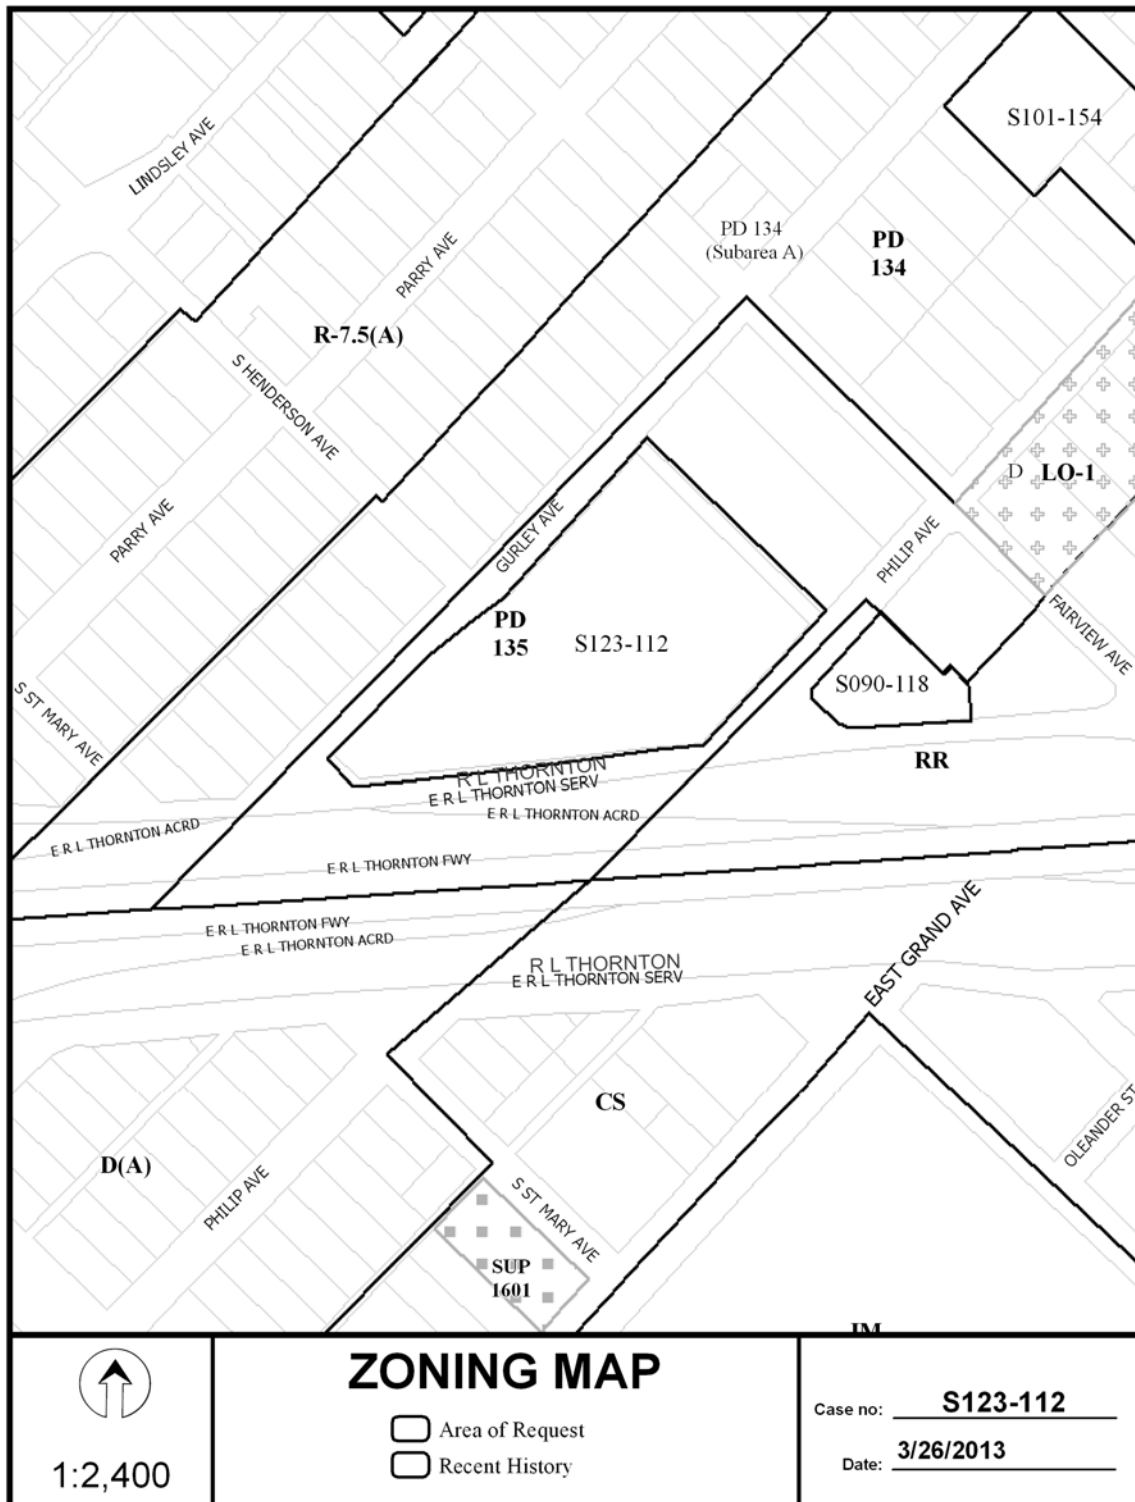 S101-154
LINDSLEY AVE
PD 134
(Subarea A)
PD
134
PARRY AVE
R-7.5(A)
S HENDERSON AVE
D LO-1
PARRY AVE
GURLEY AVE
PHILIP AVE
FAIRVIEW AVE
PD
135
S123-112
S090-118
S ST MARY AVE
RR
R L THORNTON
E R L THORNTON SERV
E R L THORNTON ACRD
E R L THORNTON ACRD
E R L THORNTON FWY
E R L THORNTON FWY
E R L THORNTON ACRD
EAST GRAND AVE
R L THORNTON
E R L THORNTON SERV
CS
OLEANDER ST
D(A)
PHILIP AVE
S ST MARY AVE
SUP
1601
IM
1:2,400
ZONING MAP
Area of Request
Recent History
Case no: S123-112
Date: 3/26/2013